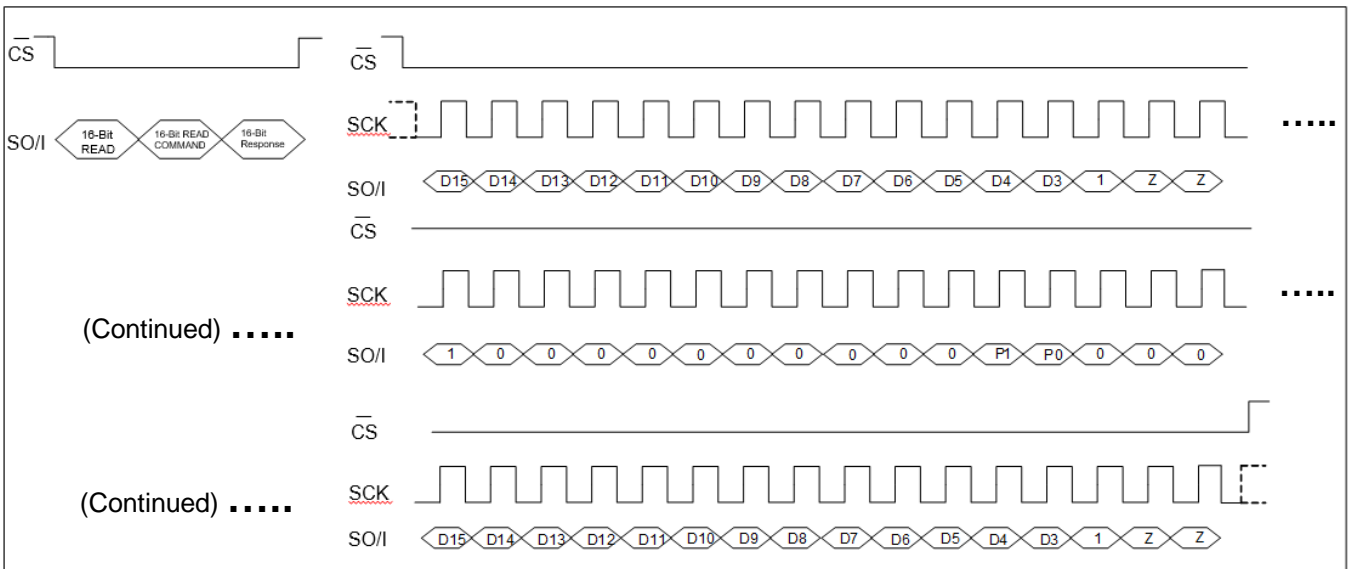 CS
SO/I 16-Bit READ 16-Bit READ COMMAND 16-Bit Response
CS
SCK .....
SO/I D15 D14 D13 D12 D11 D10 D9 D8 D7 D6 D5 D4 D3 1 Z Z
CS
SCK .....
(Continued) .....
SO/I 1 0 0 0 0 0 0 0 0 0 0 P1 P0 0 0 0
CS
SCK
(Continued) .....
SO/I D15 D14 D13 D12 D11 D10 D9 D8 D7 D6 D5 D4 D3 1 Z Z